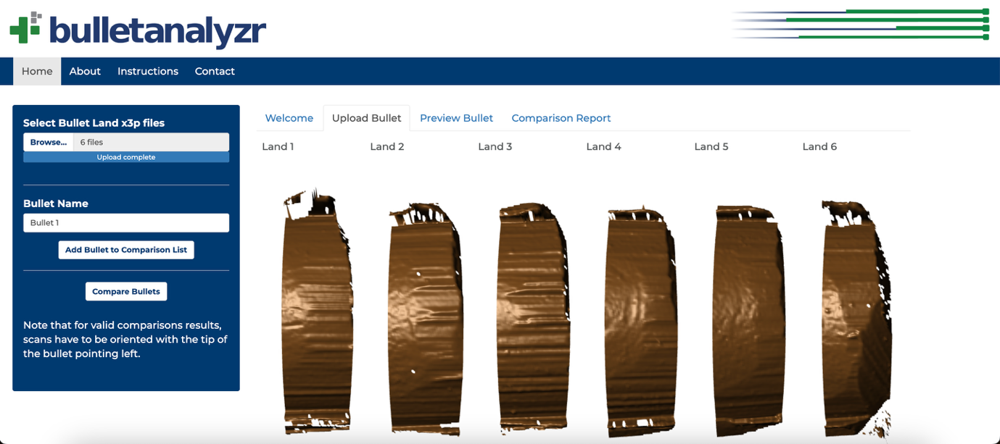 bulletanalyzr
Home About Instructions Contact
Select Bullet Land x3p files
Browse... 6 files
Upload complete
Bullet Name
Bullet 1
Add Bullet to Comparison List
Compare Bullets
Note that for valid comparisons results,
scans have to be oriented with the tip of
the bullet pointing left.
Welcome Upload Bullet Preview Bullet Comparison Report
Land 1 Land 2 Land 3 Land 4 Land 5 Land 6